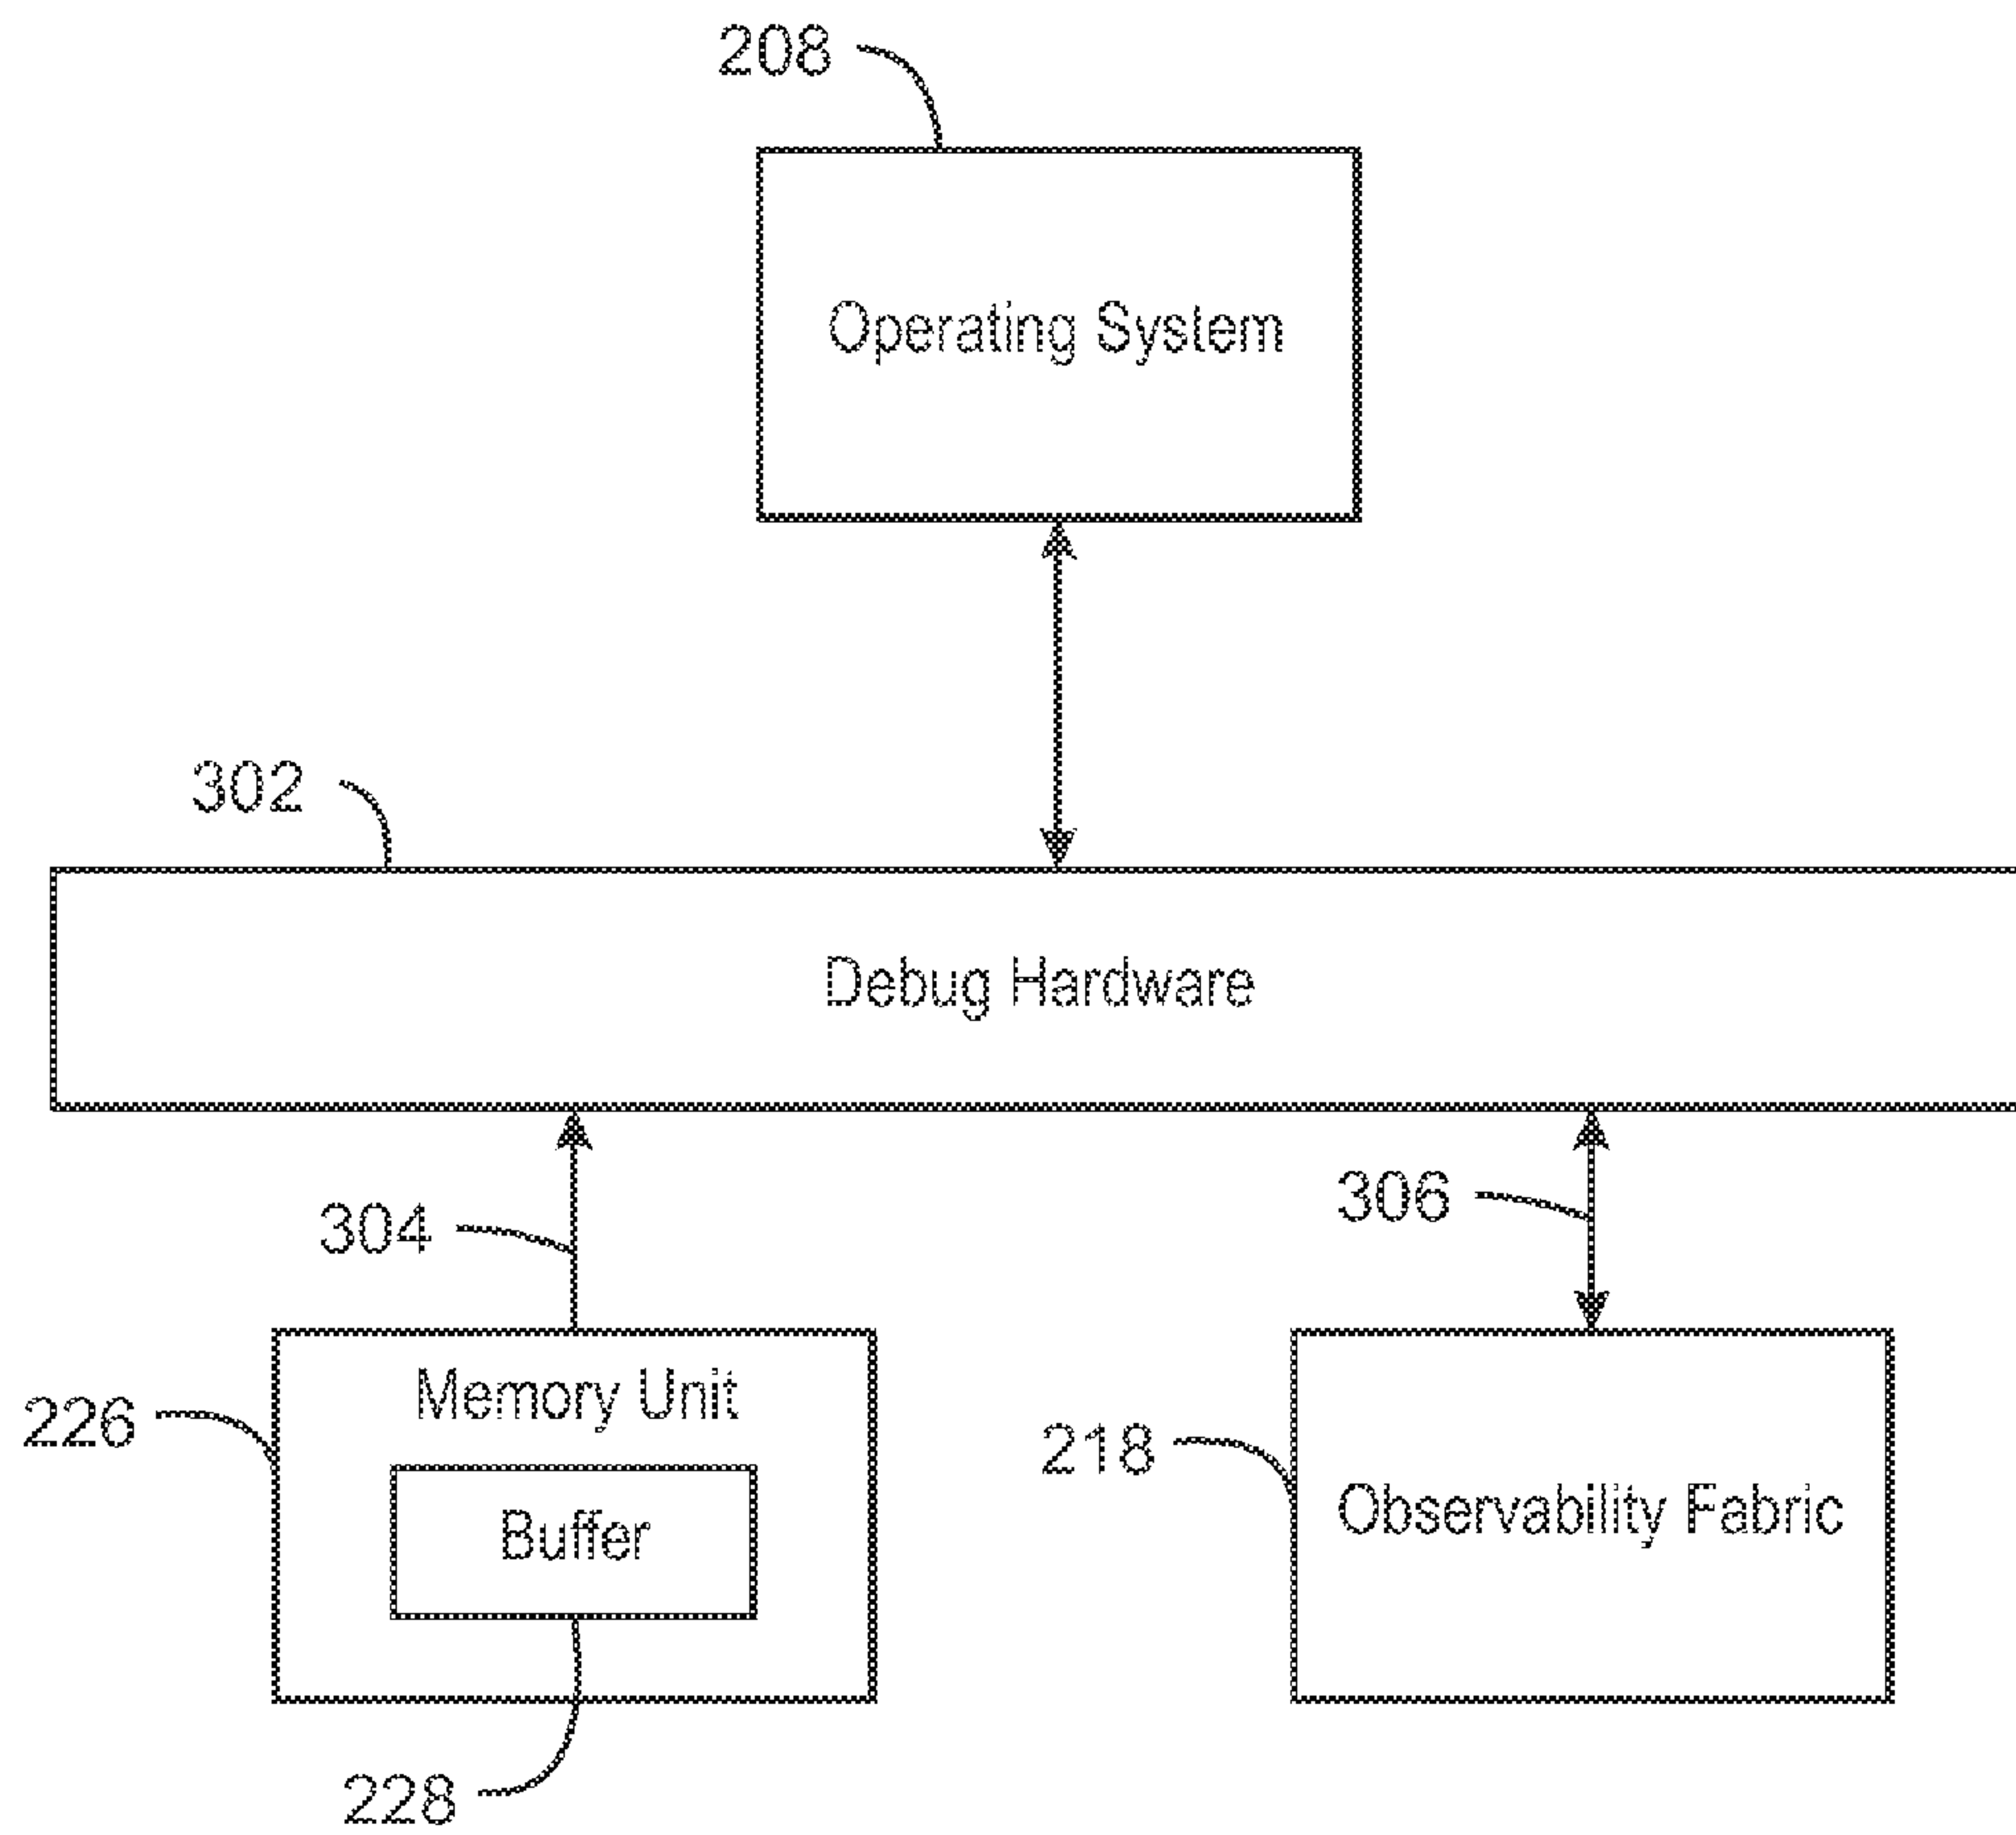 208
Operating System
302
Debug Hardware
304
306
Memory Unit
226
Buffer
218
Observability Fabric
228